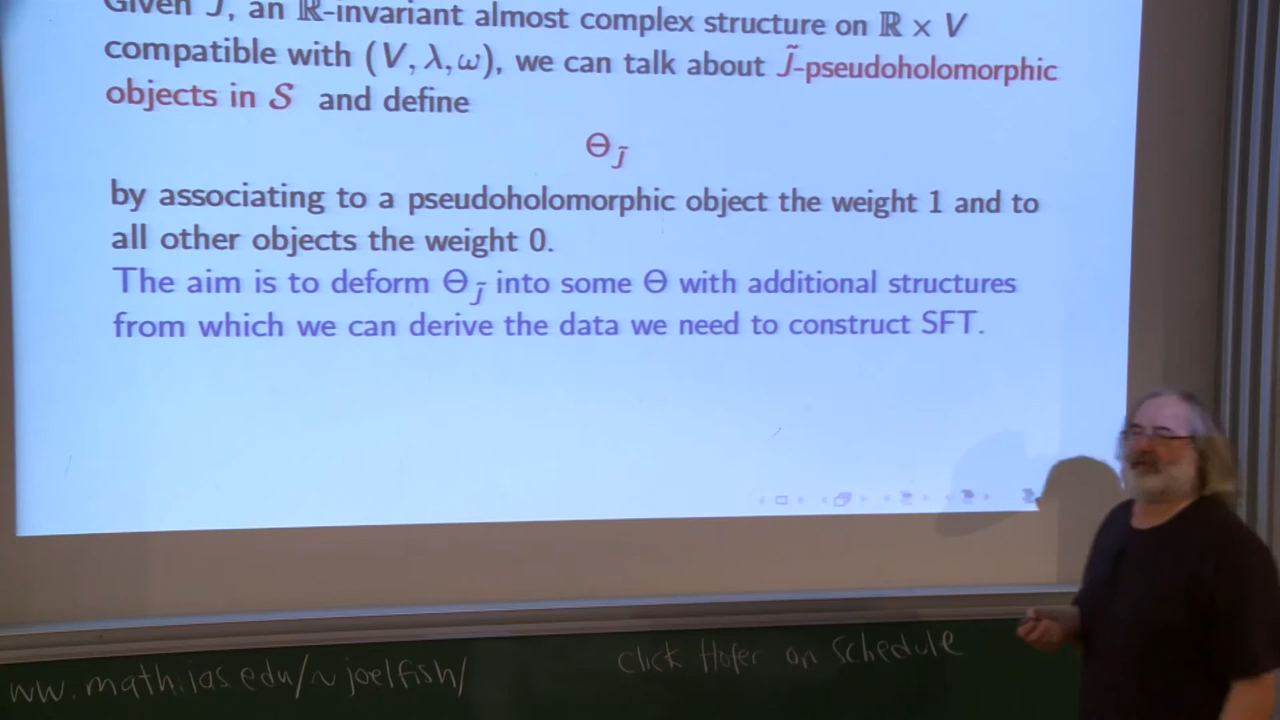 Given J̃, an ℝ-invariant almost complex structure on ℝ × V
compatible with (V, λ, ω), we can talk about J̃-pseudoholomorphic
objects in 𝒮 and define
Θ_J̃
by associating to a pseudoholomorphic object the weight 1 and to
all other objects the weight 0.
The aim is to deform Θ_J̃ into some Θ with additional structures
from which we can derive the data we need to construct SFT.
ww.math.ias.edu/~joelfish/
Click Hofer on Schedule